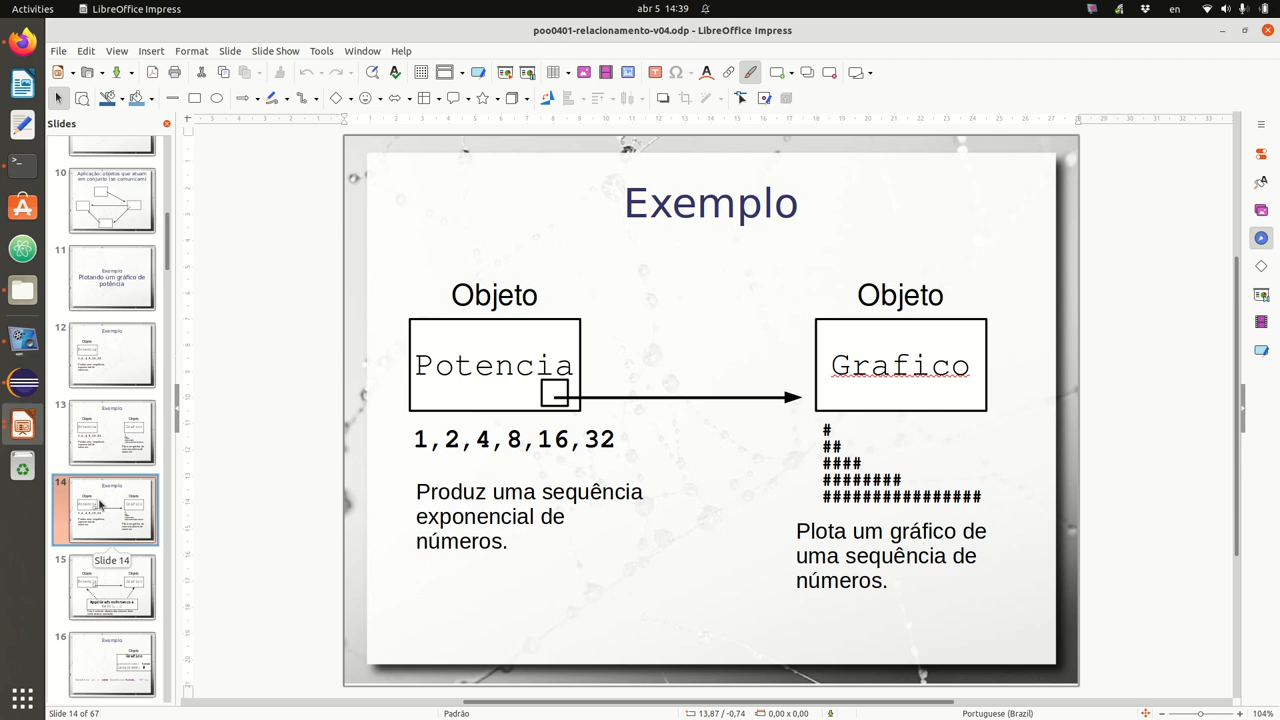 Activities
LibreOffice Impress
abr 5 14:39
en
poo0401-relacionamento-v04.odp - LibreOffice Impress
File Edit View Insert Format Slide Slide Show Tools Window Help
Slides
10
Aplicação: objetos que atuam
em conjunto (se comunicam)
11
Exemplo
Plotando um gráfico de
potência
12
Exemplo
13
Exemplo
14
Exemplo
Slide 14
15
16
Exemplo
Exemplo
Objeto
Objeto
Potencia
Grafico
1,2,4,8,16,32
#
##
####
########
################
Produz uma sequência
exponencial de
números.
Plota um gráfico de
uma sequência de
números.
Slide 14 of 67
Padrão
13,87 / -0,74
0,00 x 0,00
Portuguese (Brazil)
104%